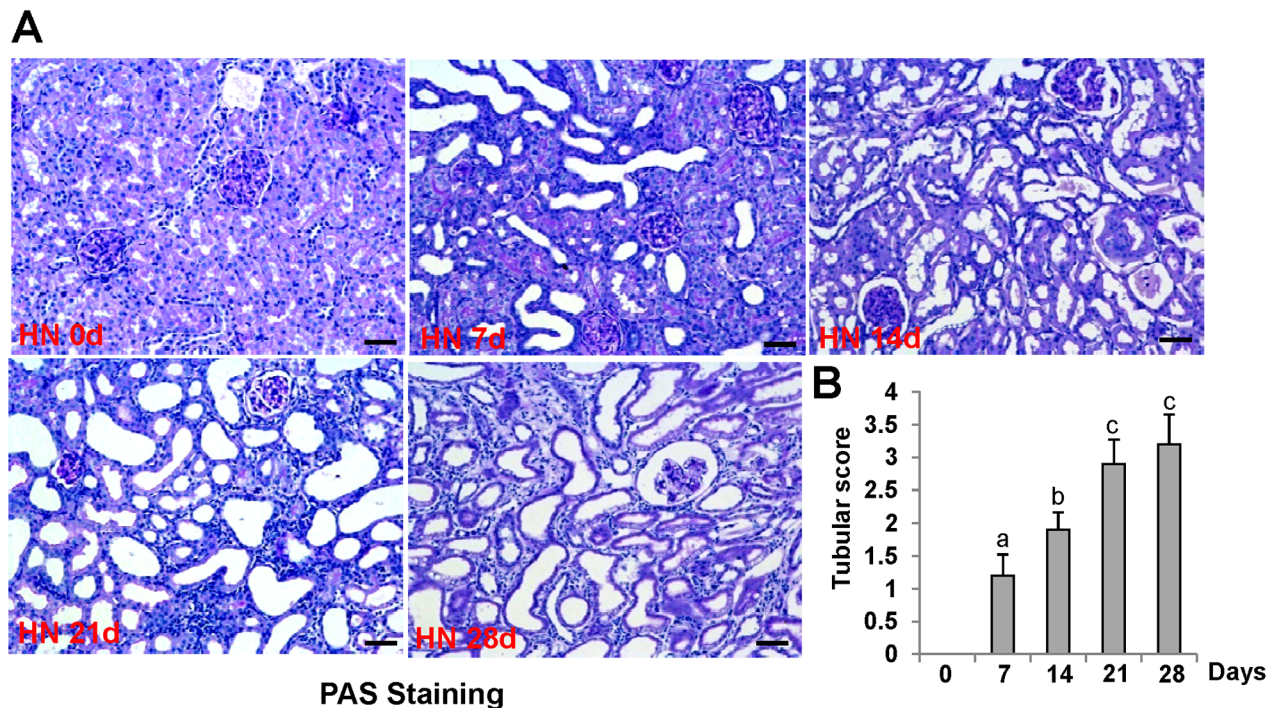 A
HN 0d
HN 7d
HN 14d
HN 21d
HN 28d
PAS Staining
B
Tubular score
4
3.5
3
2.5
2
1.5
1
0.5
0
a
b
c
c
0 7 14 21 28 Days